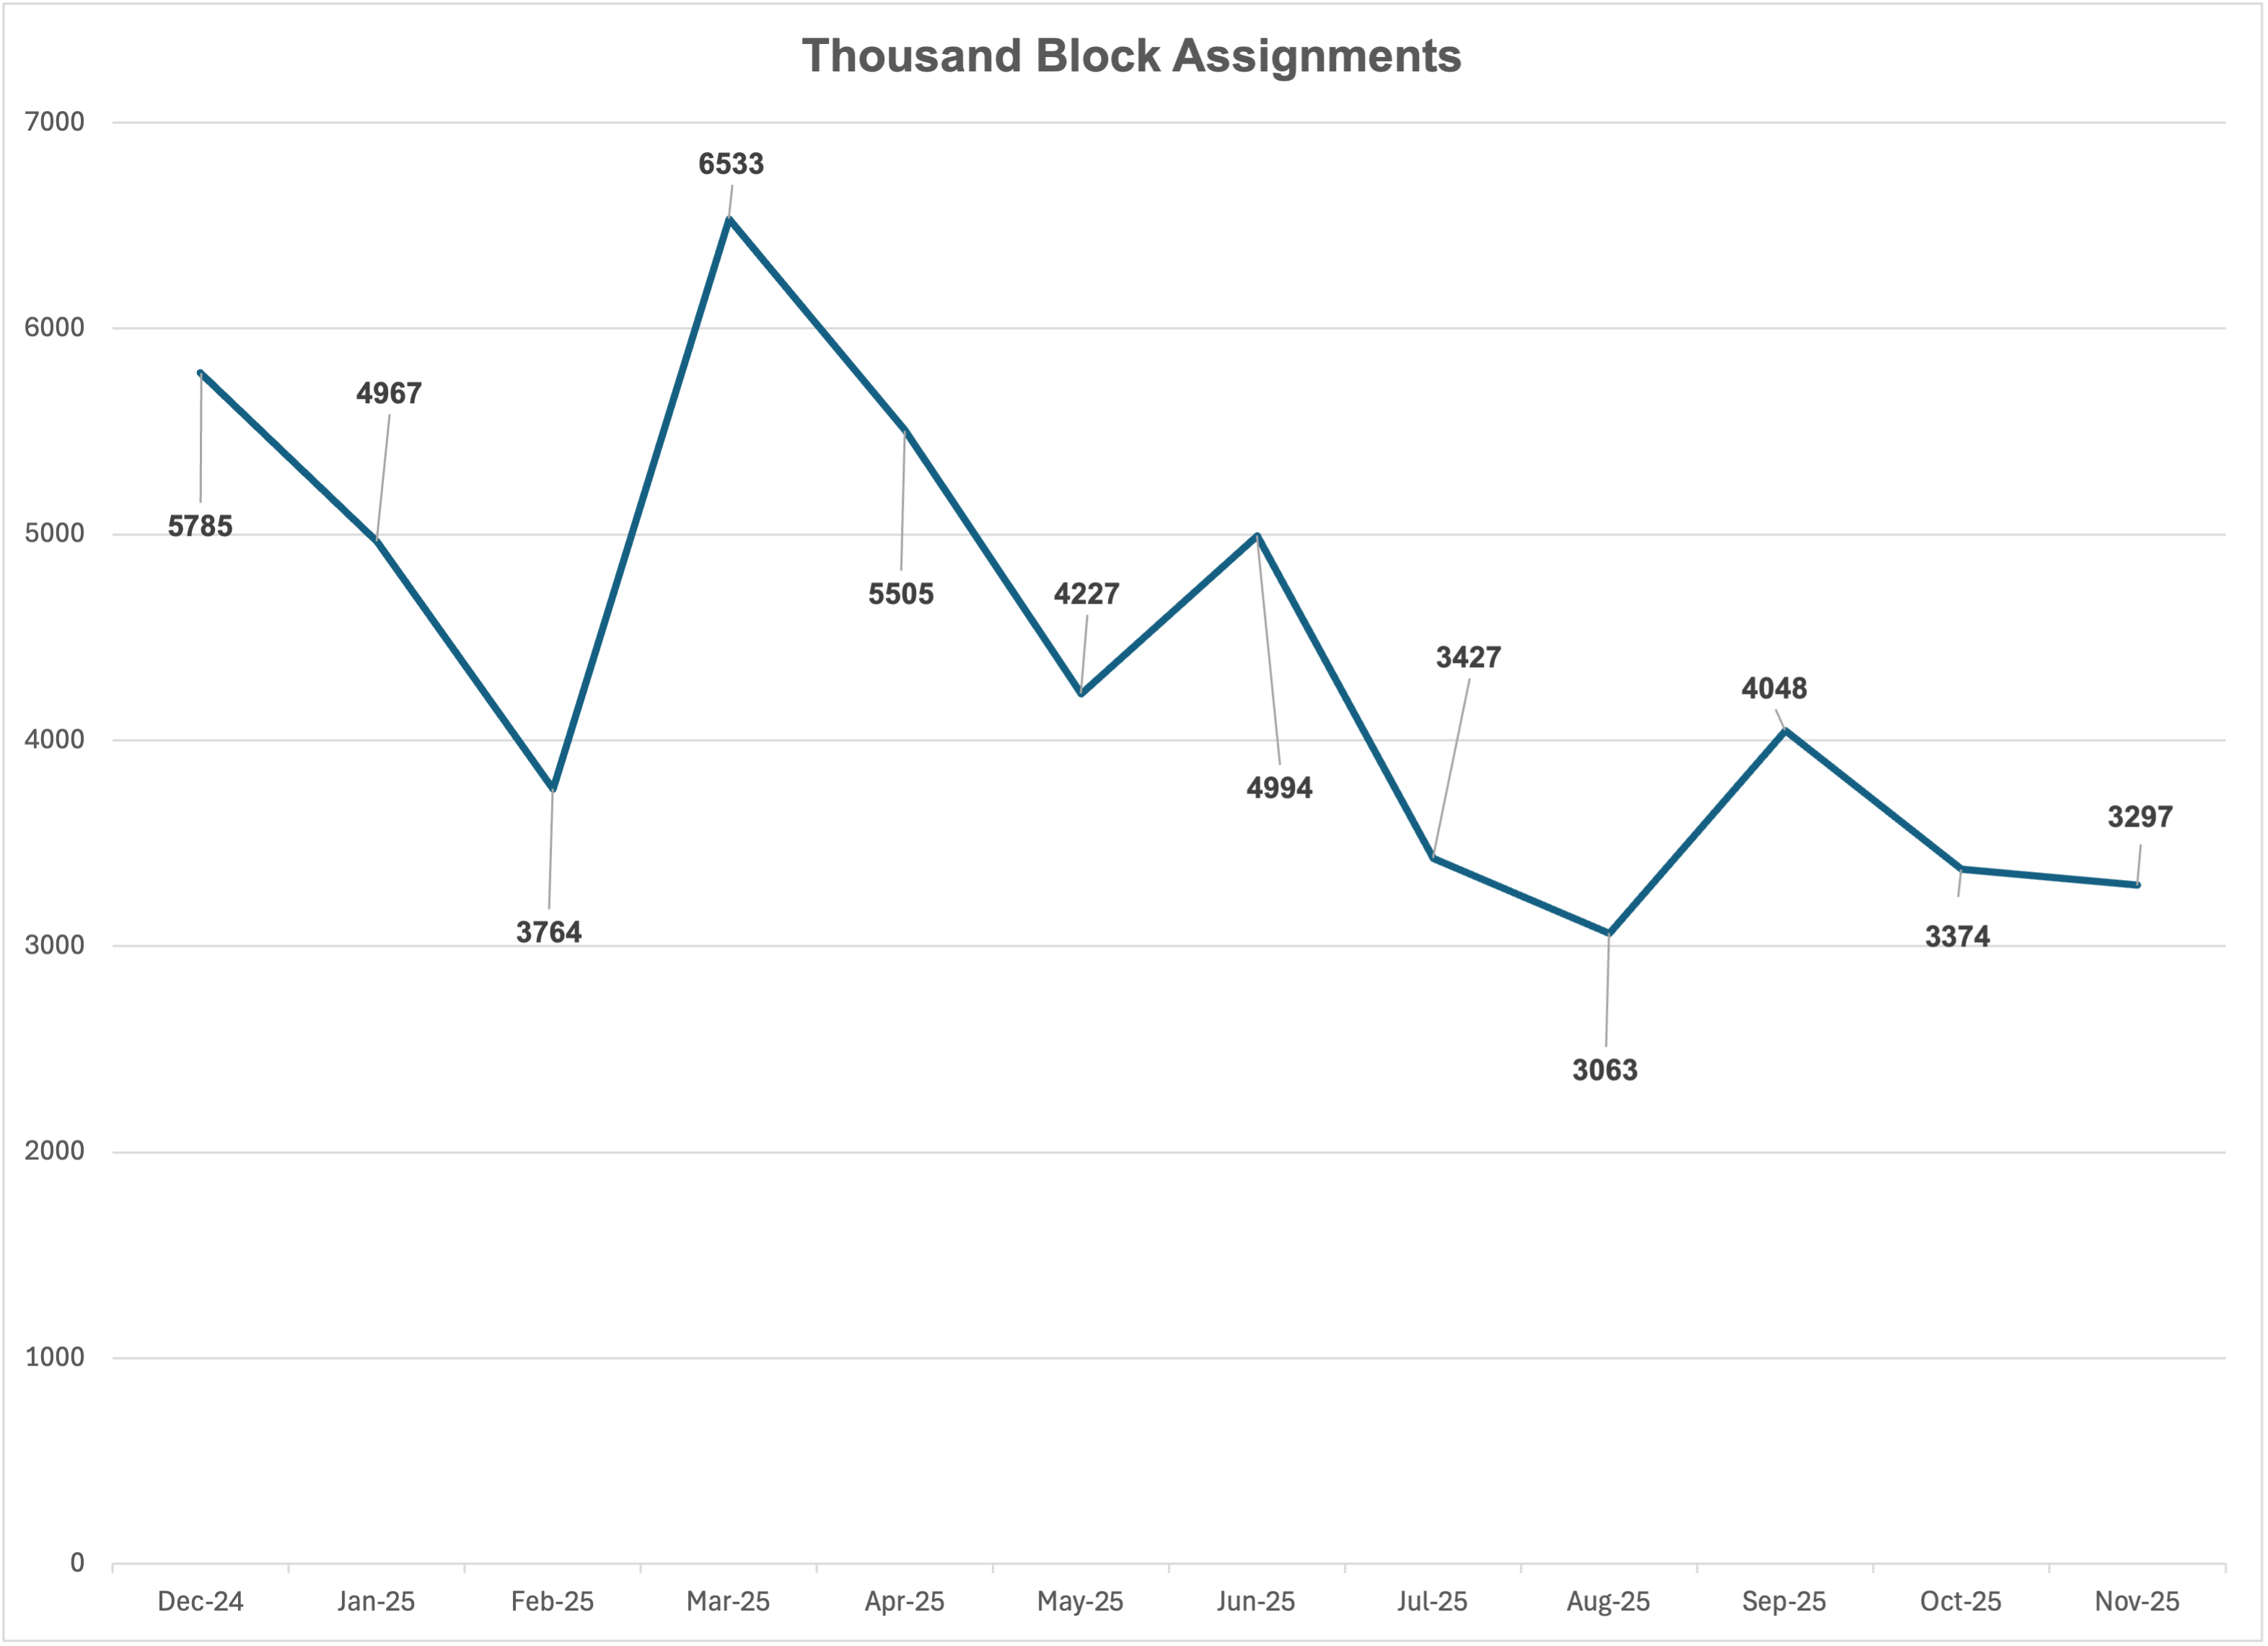 Thousand Block Assignments
7000
6000
5000
4000
3000
2000
1000
0
5785
4967
3764
6533
5505
4227
4994
3427
3063
4048
3374
3297
Dec-24
Jan-25
Feb-25
Mar-25
Apr-25
May-25
Jun-25
Jul-25
Aug-25
Sep-25
Oct-25
Nov-25